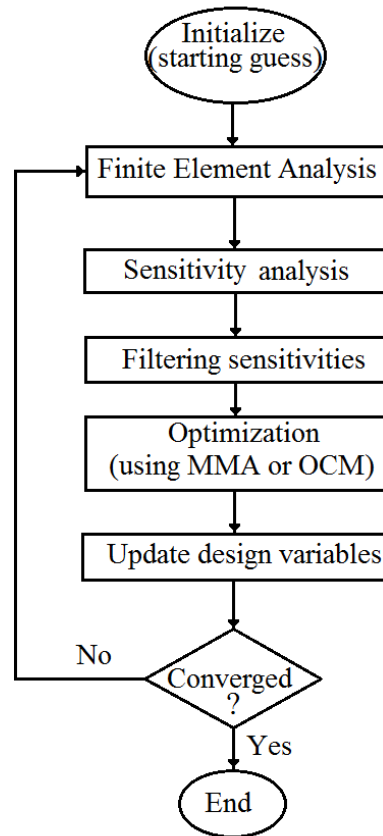 Initialize
(starting guess)
Finite Element Analysis
Sensitivity analysis
Filtering sensitivities
Optimization
(using MMA or OCM)
Update design variables
No
Converged
?
Yes
End